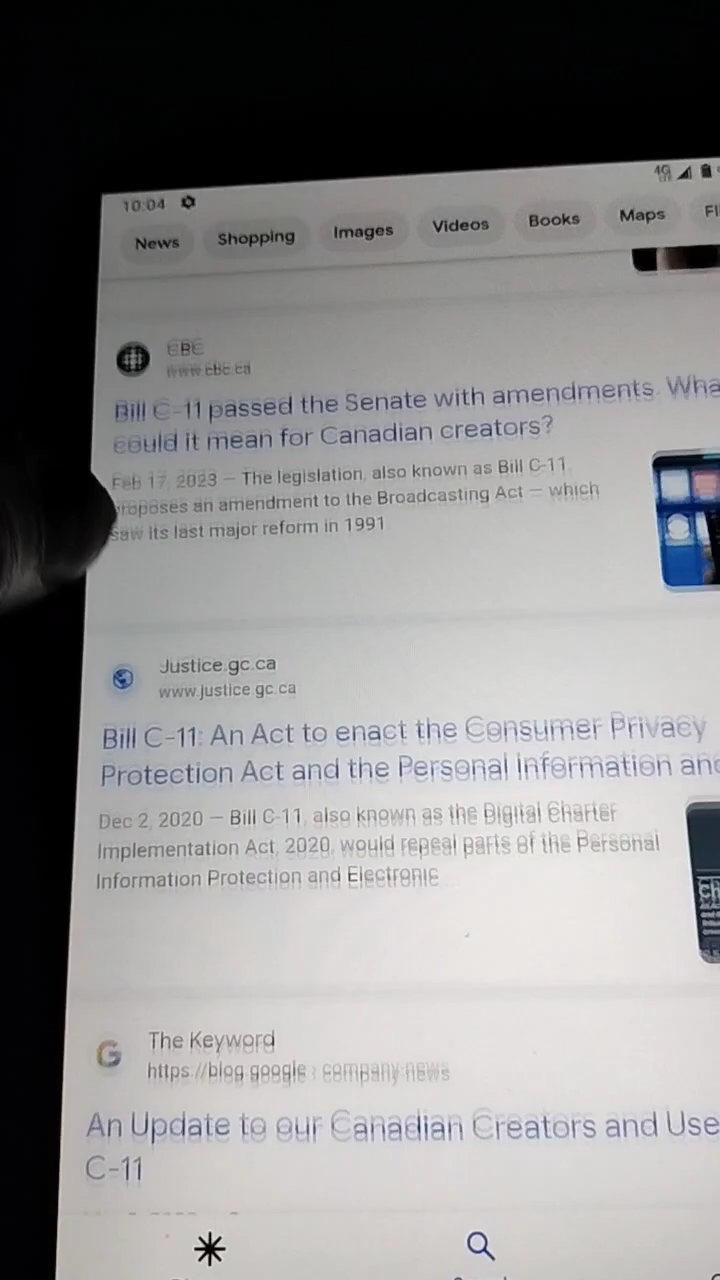 10:04
4G
News Shopping Images Videos Books Maps
CBC
www.cbc.ca
Bill C-11 passed the Senate with amendments. Wha
could it mean for Canadian creators?
Feb 17, 2023 — The legislation, also known as Bill C-11,
proposes an amendment to the Broadcasting Act — which
saw its last major reform in 1991
Justice.gc.ca
www.justice.gc.ca
Bill C-11: An Act to enact the Consumer Privacy
Protection Act and the Personal Information and
Dec 2, 2020 — Bill C-11, also known as the Digital Charter
Implementation Act, 2020, would repeal parts of the Personal
Information Protection and Electronic
The Keyword
https://blog.google › company-news
An Update to our Canadian Creators and Use
C-11